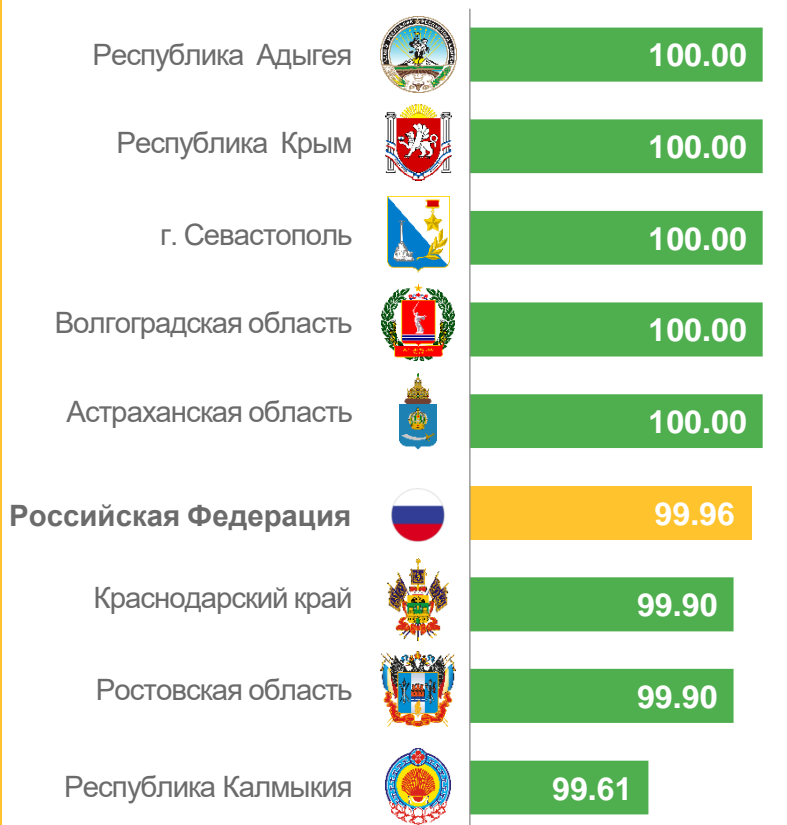 Республика Адыгея 100.00
Республика Крым 100.00
г. Севастополь 100.00
Волгоградская область 100.00
Астраханская область 100.00
Российская Федерация 99.96
Краснодарский край 99.90
Ростовская область 99.90
Республика Калмыкия 99.61